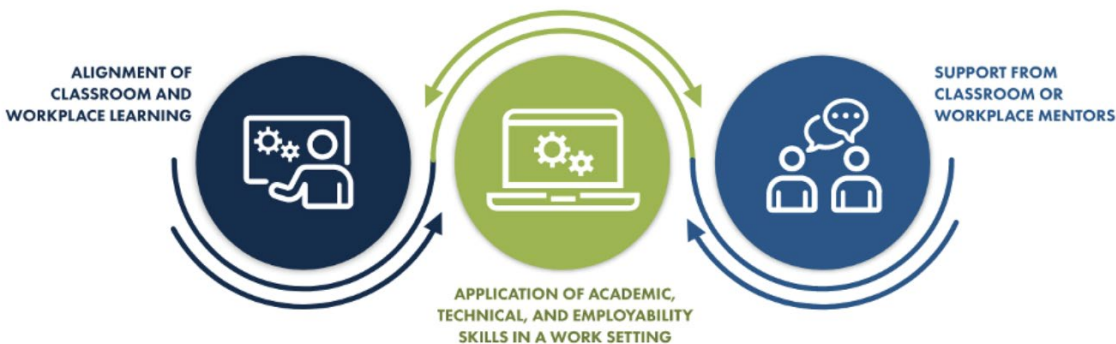 ALIGNMENT OF
CLASSROOM AND
WORKPLACE LEARNING
APPLICATION OF ACADEMIC,
TECHNICAL, AND EMPLOYABILITY
SKILLS IN A WORK SETTING
SUPPORT FROM
CLASSROOM OR
WORKPLACE MENTORS